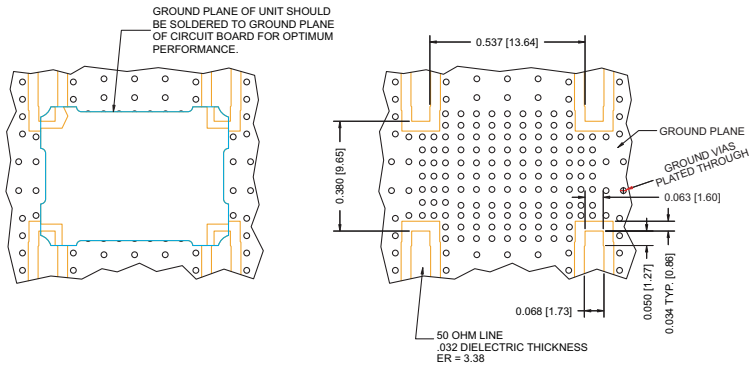 GROUND PLANE OF UNIT SHOULD
BE SOLDERED TO GROUND PLANE
OF CIRCUIT BOARD FOR OPTIMUM
PERFORMANCE.
0.537 [13.64]
0.380 [9.65]
GROUND PLANE
GROUND VIAS
PLATED THROUGH
0.063 [1.60]
0.050 [1.27]
0.034 TYP. [0.86]
0.068 [1.73]
50 OHM LINE
.032 DIELECTRIC THICKNESS
ER = 3.38